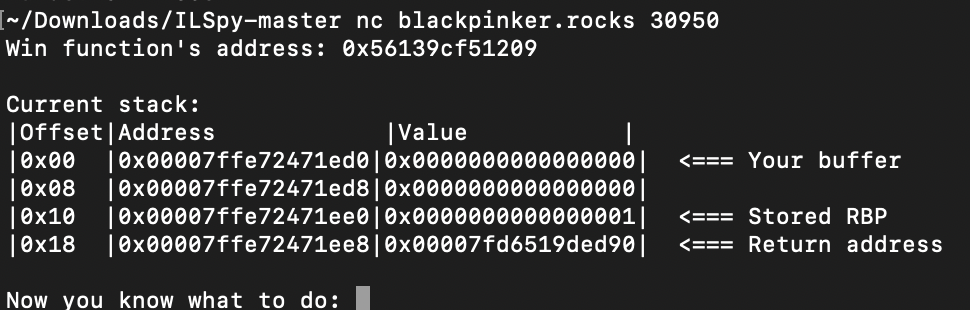 ~/Downloads/ILSpy-master nc blackpinker.rocks 30950
Win function's address: 0x56139cf51209
Current stack:
|Offset|Address            |Value            |
|0x00  |0x00007ffe72471ed0|0x0000000000000000|  <=== Your buffer
|0x08  |0x00007ffe72471ed8|0x0000000000000000|
|0x10  |0x00007ffe72471ee0|0x0000000000000001|  <=== Stored RBP
|0x18  |0x00007ffe72471ee8|0x00007fd6519ded90|  <=== Return address
Now you know what to do: